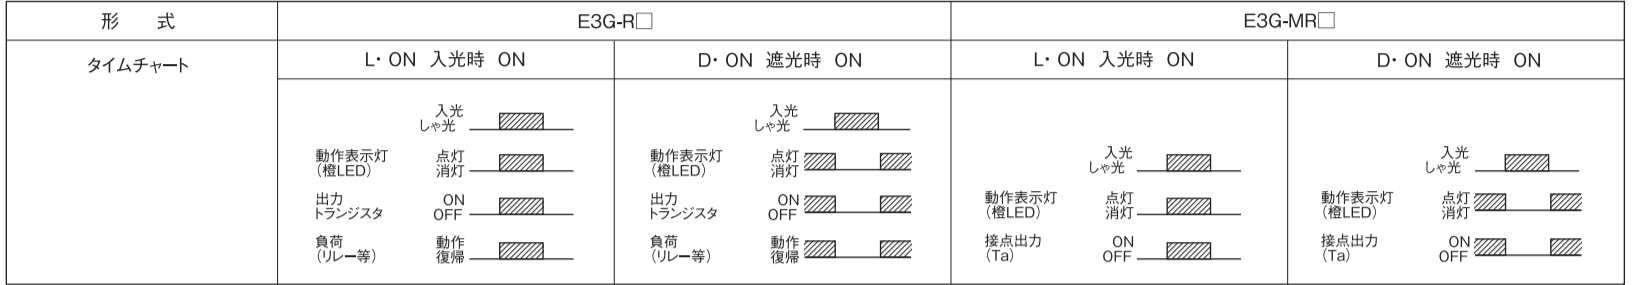 形　式
E3G-R□
E3G-MR□
タイムチャート
L・ON 入光時 ON
D・ON 遮光時 ON
L・ON 入光時 ON
D・ON 遮光時 ON
入光
しゃ光
動作表示灯 点灯
(橙LED) 消灯
出力 ON
トランジスタ OFF
負荷 動作
(リレー等) 復帰
入光
しゃ光
動作表示灯 点灯
(橙LED) 消灯
出力 ON
トランジスタ OFF
負荷 動作
(リレー等) 復帰
入光
しゃ光
動作表示灯 点灯
(橙LED) 消灯
接点出力 ON
(Ta) OFF
入光
しゃ光
動作表示灯 点灯
(橙LED) 消灯
接点出力 ON
(Ta) OFF